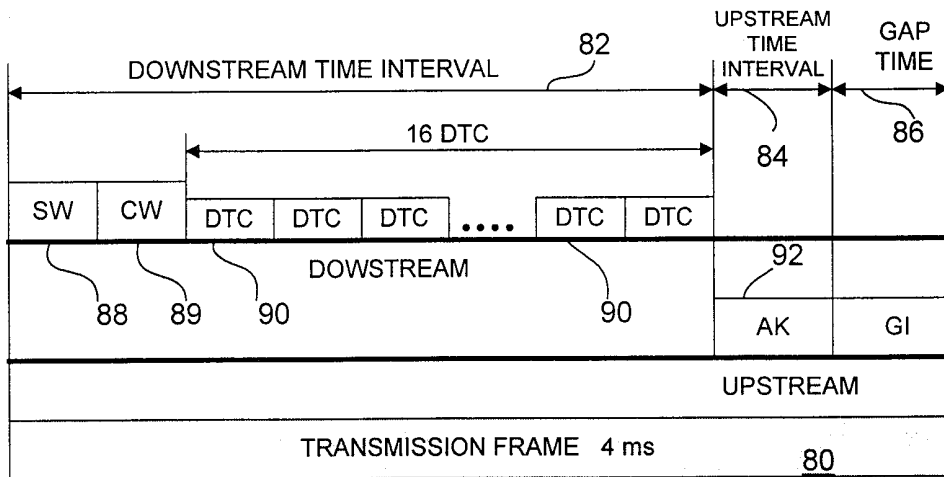 DOWNSTREAM TIME INTERVAL
82
UPSTREAM
TIME
INTERVAL
GAP
TIME
16 DTC
84
86
SW
CW
DTC
DTC
DTC
....
DTC
DTC
DOWSTREAM
92
88
89
90
90
AK
GI
UPSTREAM
TRANSMISSION FRAME 4 ms
80